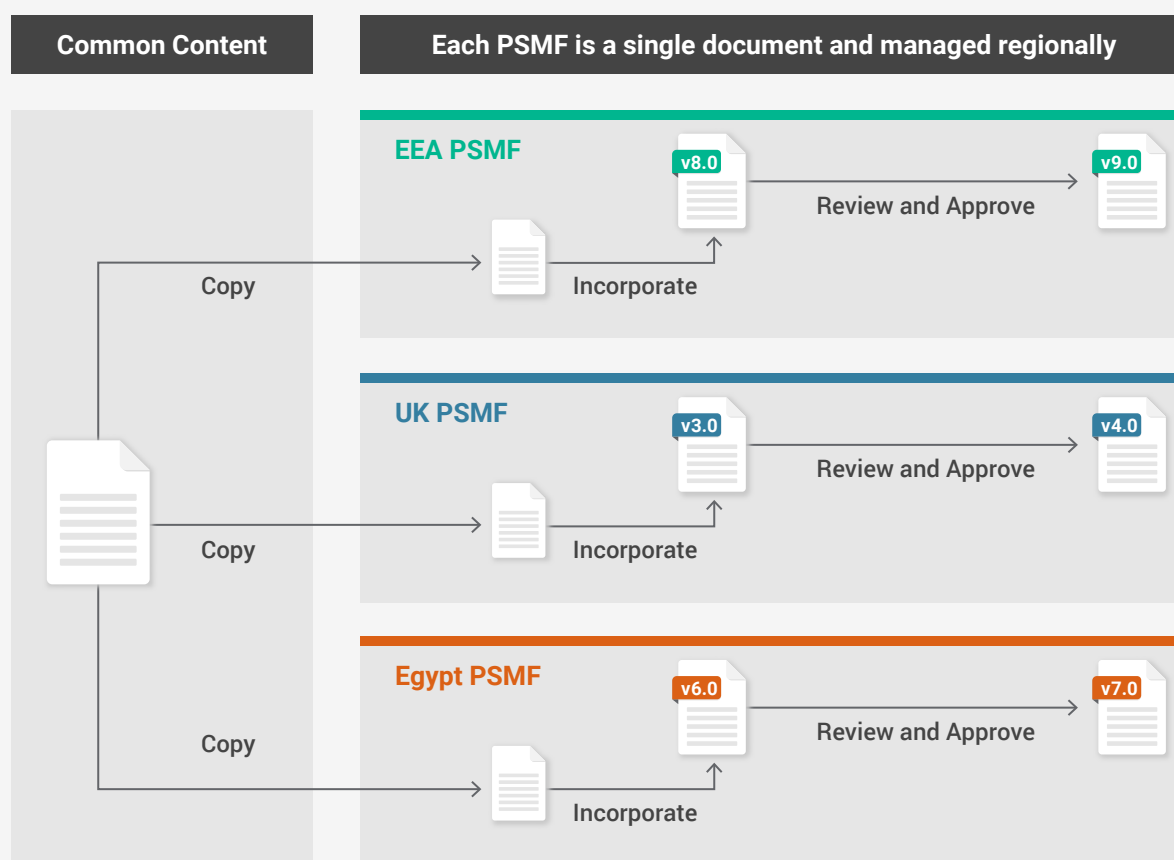 Common Content
Each PSMF is a single document and managed regionally
EEA PSMF
v8.0
v9.0
Review and Approve
Copy
Incorporate
UK PSMF
v3.0
v4.0
Review and Approve
Copy
Incorporate
Egypt PSMF
v6.0
v7.0
Review and Approve
Copy
Incorporate